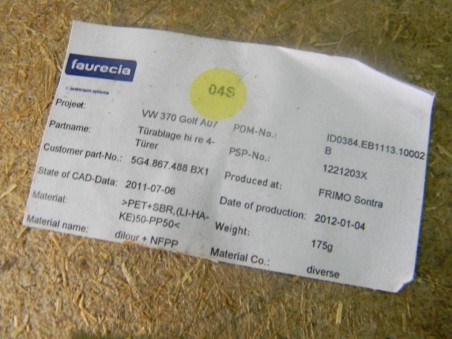 faurecia
04S
Projekt: VW 370 Golf Au7
Partname: Türablage hi re 4-
Türer
Customer part-No.: 5G4.867.488 BX1
State of CAD-Data: 2011-07-06
Material: >PET+SBR,(LI-HA-
KE)50-PP50<
Material name: dilour + NFPP
PDM-No.: ID0384.EB1113.10002
B
PSP-No.: 1221203X
Produced at: FRIMO Sontra
Date of production: 2012-01-04
Weight: 175g
Material Co.: diverse